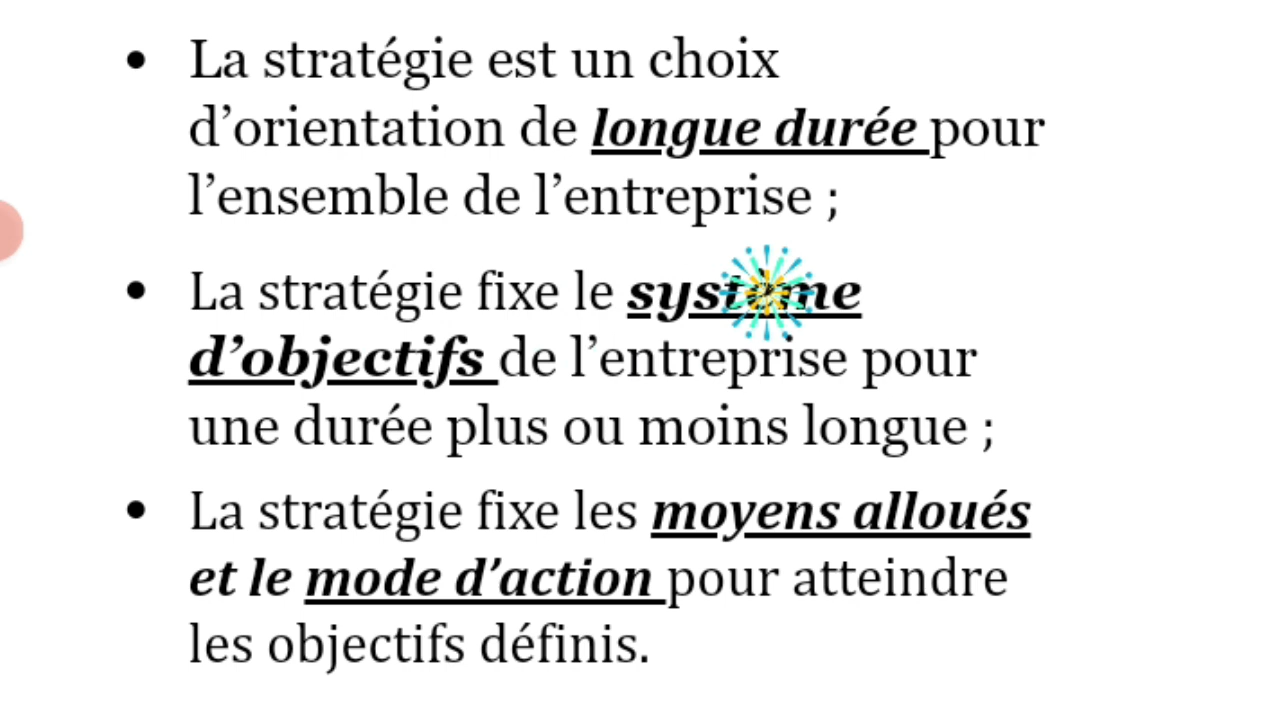 • La stratégie est un choix
d’orientation de longue durée pour
l’ensemble de l’entreprise ;
• La stratégie fixe le système
d’objectifs de l’entreprise pour
une durée plus ou moins longue ;
• La stratégie fixe les moyens alloués
et le mode d’action pour atteindre
les objectifs définis.